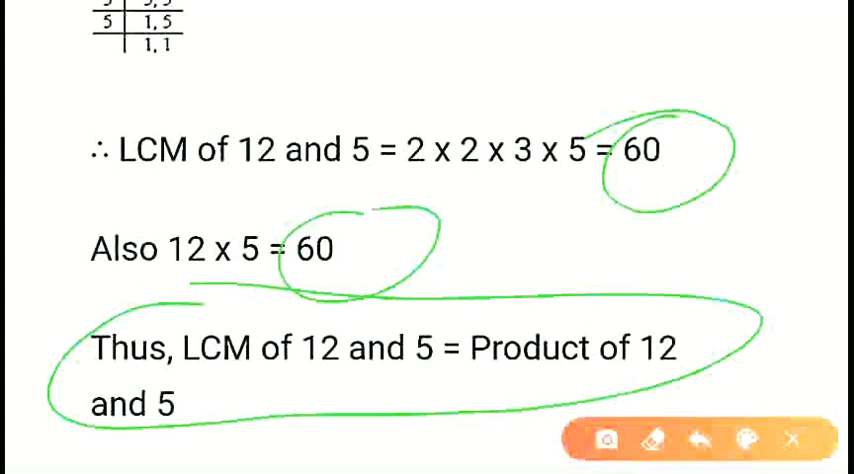 5 1, 5
1, 1
∴ LCM of 12 and 5 = 2 x 2 x 3 x 5 = 60
Also 12 x 5 = 60
Thus, LCM of 12 and 5 = Product of 12
and 5